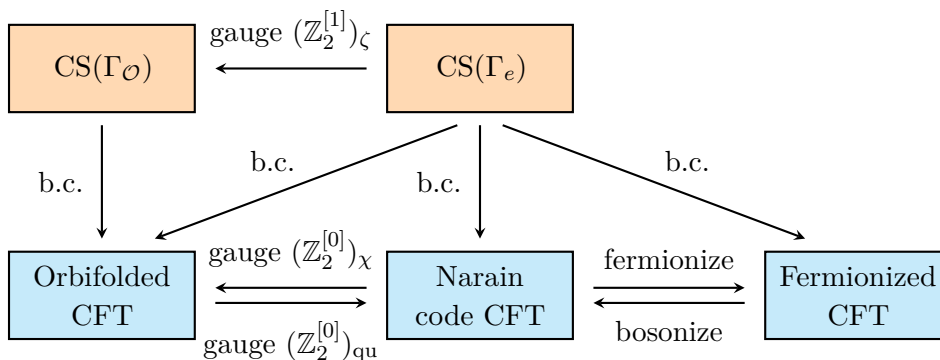 gauge (ℤ₂^[1])_ζ
CS(Γ_𝒪)
CS(Γ_e)
b.c.
b.c.
b.c.
b.c.
gauge (ℤ₂^[0])_χ
fermionize
Orbifolded
CFT
Narain
code CFT
Fermionized
CFT
gauge (ℤ₂^[0])_qu
bosonize